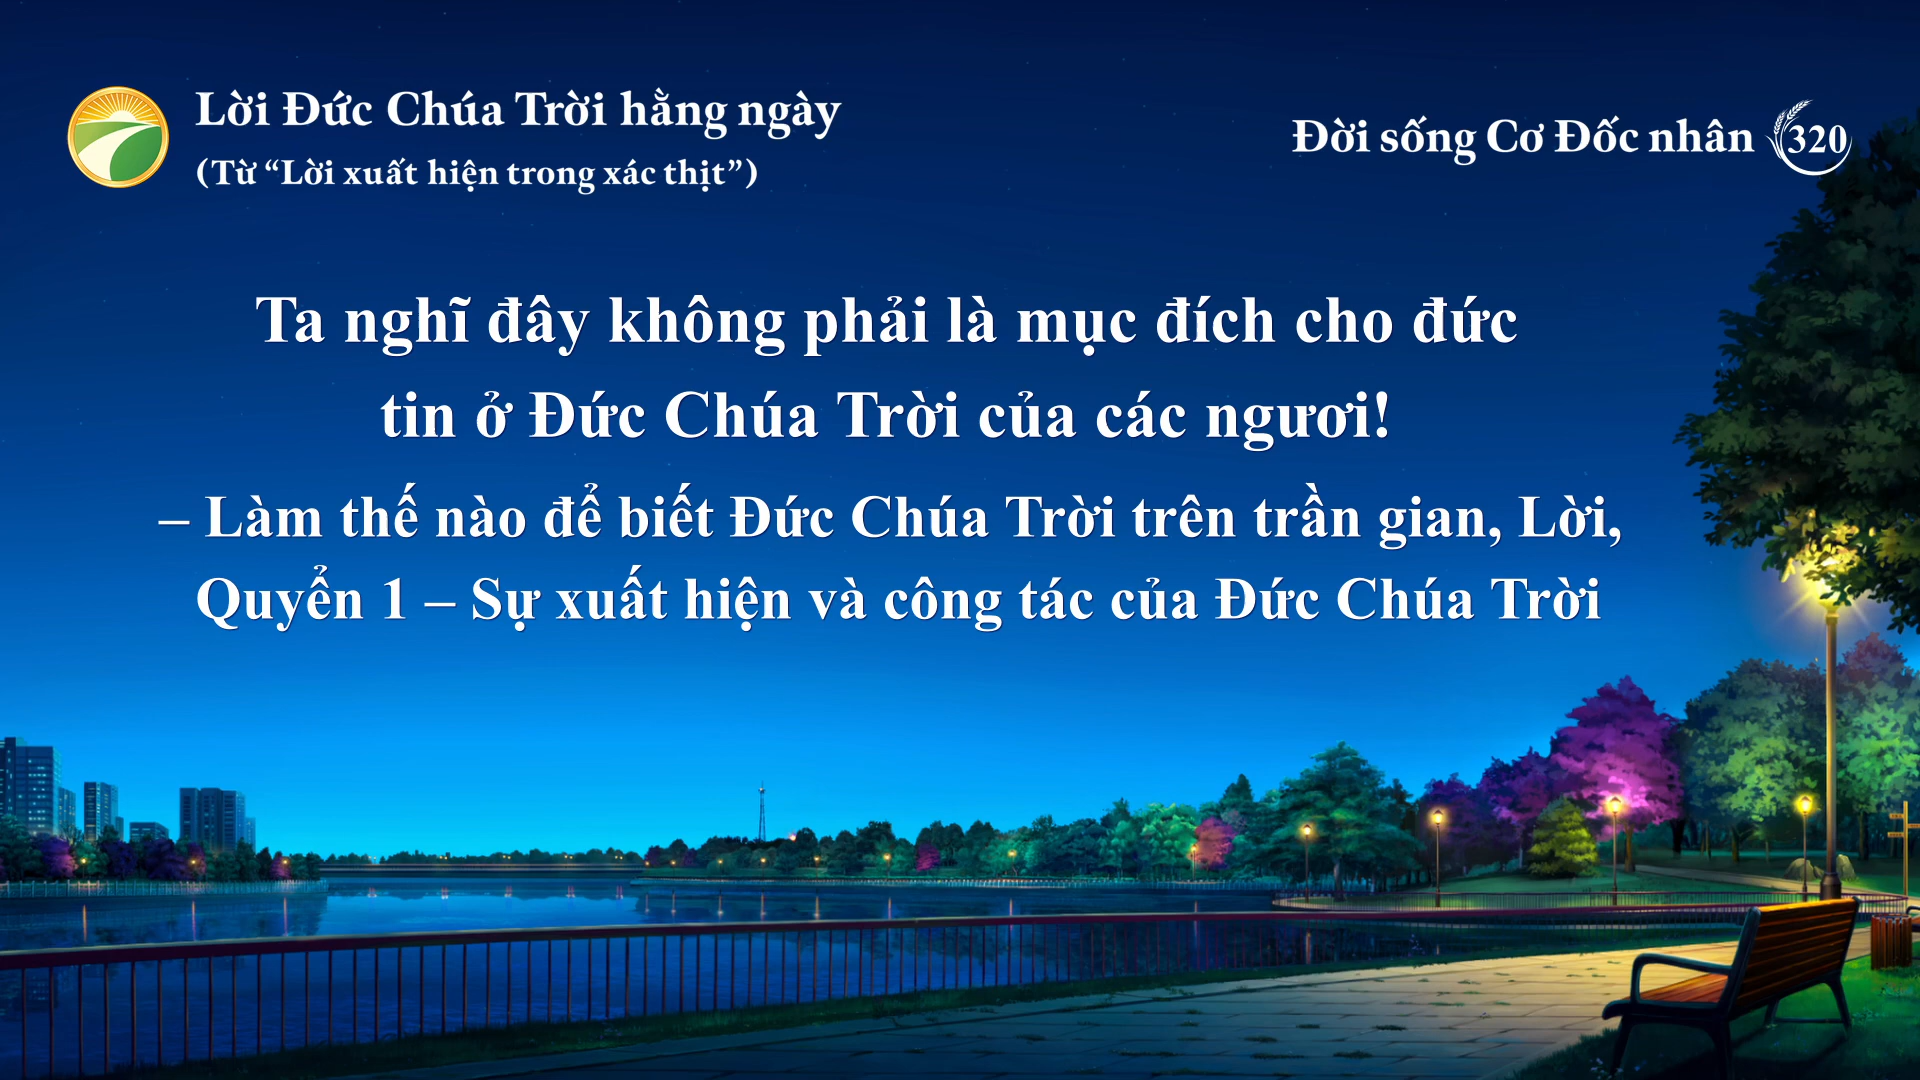 Lời Đức Chúa Trời hằng ngày
(Từ “Lời xuất hiện trong xác thịt”)
Đời sống Cơ Đốc nhân 320
Ta nghĩ đây không phải là mục đích cho đức
tin ở Đức Chúa Trời của các ngươi!
– Làm thế nào để biết Đức Chúa Trời trên trần gian, Lời,
Quyển 1 – Sự xuất hiện và công tác của Đức Chúa Trời